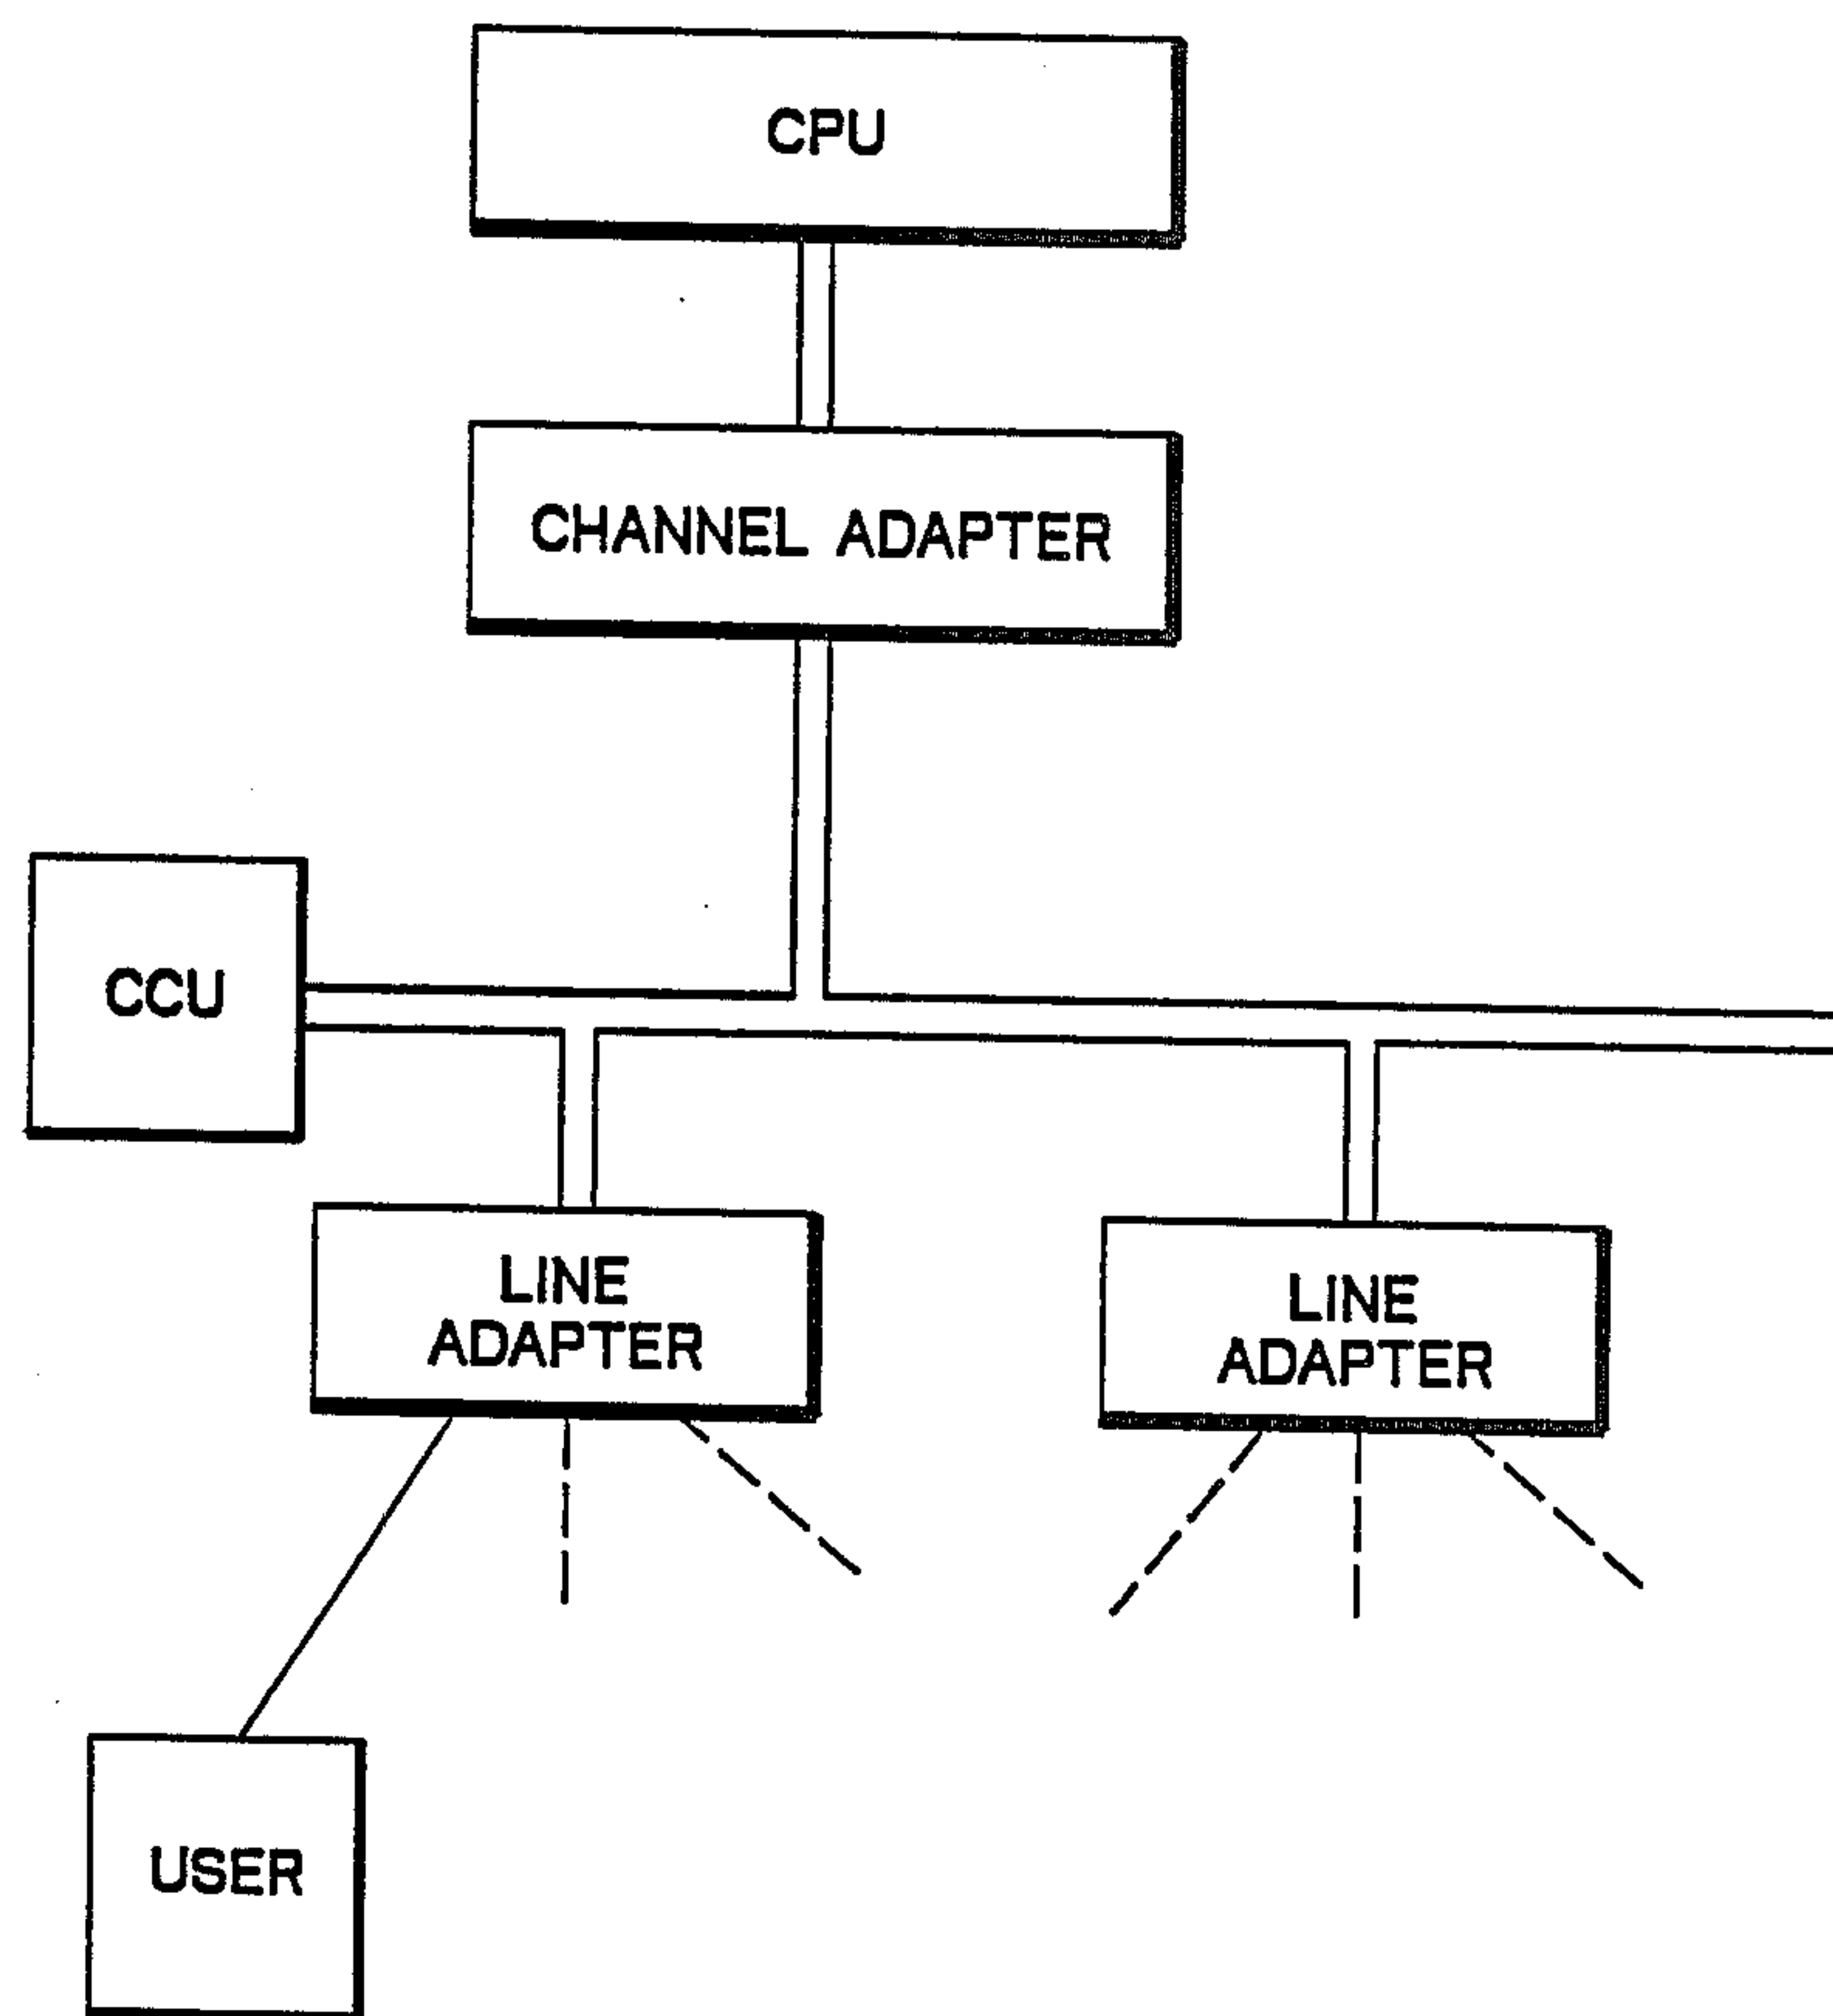 CPU
CHANNEL ADAPTER
CCU
LINE
ADAPTER
LINE
ADAPTER
USER